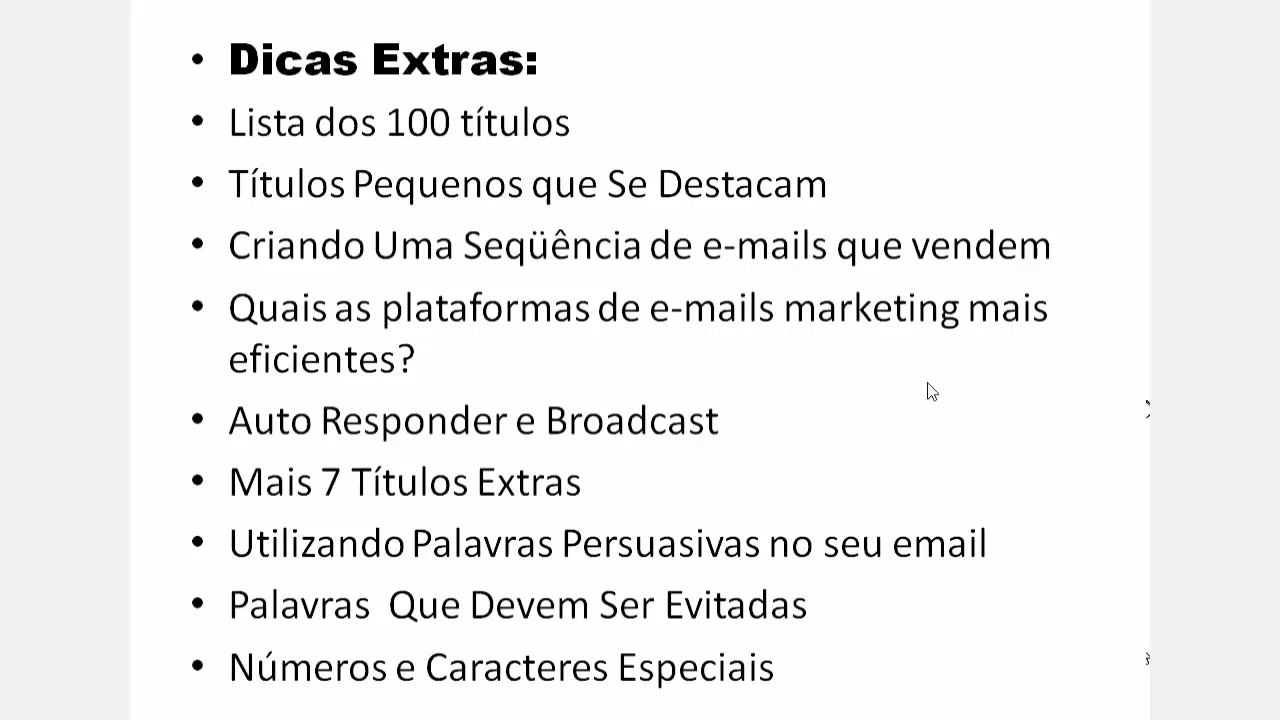 • Dicas Extras:
• Lista dos 100 títulos
• Títulos Pequenos que Se Destacam
• Criando Uma Seqüência de e-mails que vendem
• Quais as plataformas de e-mails marketing mais
eficientes?
• Auto Responder e Broadcast
• Mais 7 Títulos Extras
• Utilizando Palavras Persuasivas no seu email
• Palavras  Que Devem Ser Evitadas
• Números e Caracteres Especiais